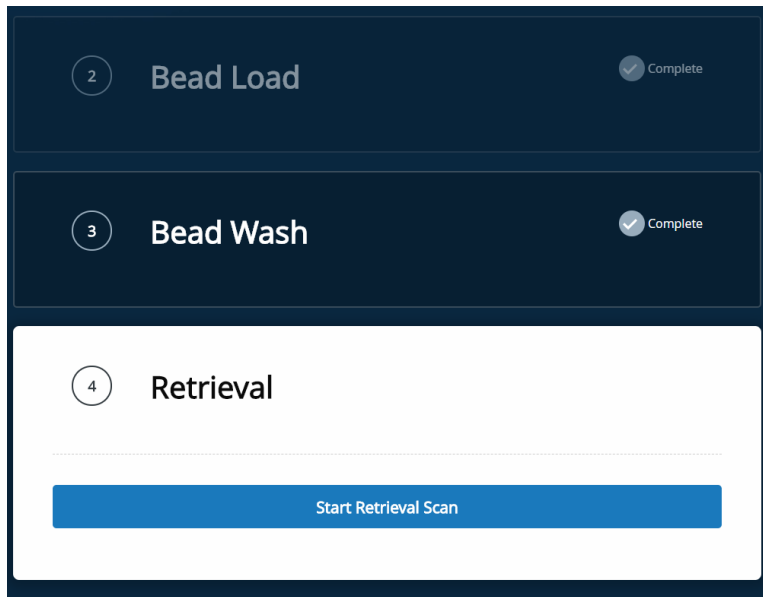 2 Bead Load Complete
3 Bead Wash Complete
4 Retrieval
Start Retrieval Scan